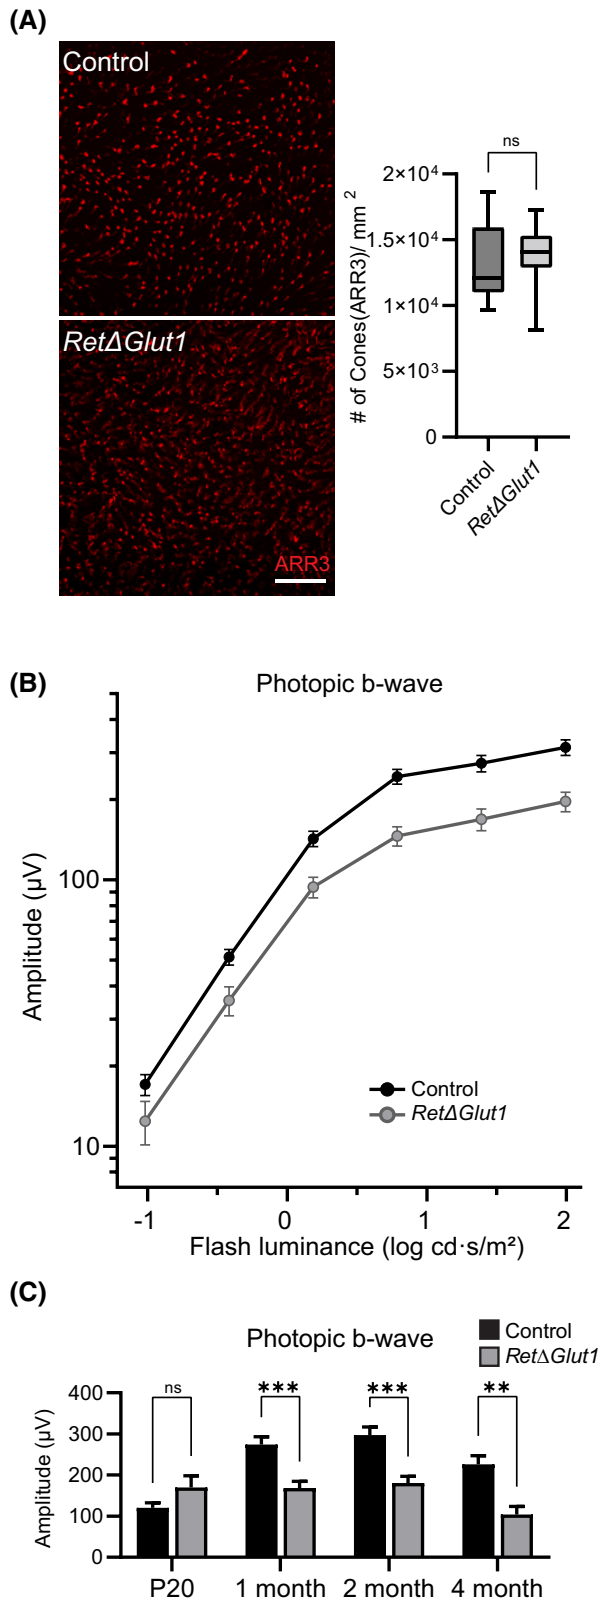 (A)
Control
RetΔGlut1
ARR3
ns
# of Cones(ARR3)/ mm²
2×10⁴
1.5×10⁴
1×10⁴
5×10³
0
Control
RetΔGlut1
(B)
Photopic b-wave
Amplitude (µV)
100
10
Control
RetΔGlut1
-1 0 1 2
Flash luminance (log cd·s/m²)
(C)
Photopic b-wave
Control
RetΔGlut1
Amplitude (µV)
400
300
200
100
0
ns *** *** **
P20 1 month 2 month 4 month